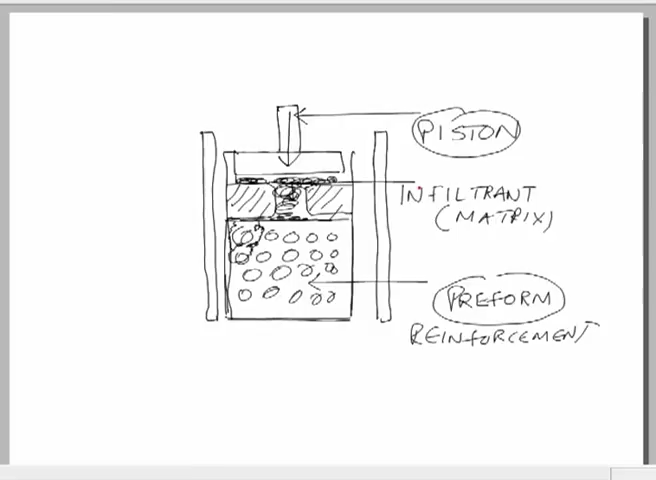 PISTON
INFILTRANT
(MATRIX)
PREFORM
REINFORCEMENT